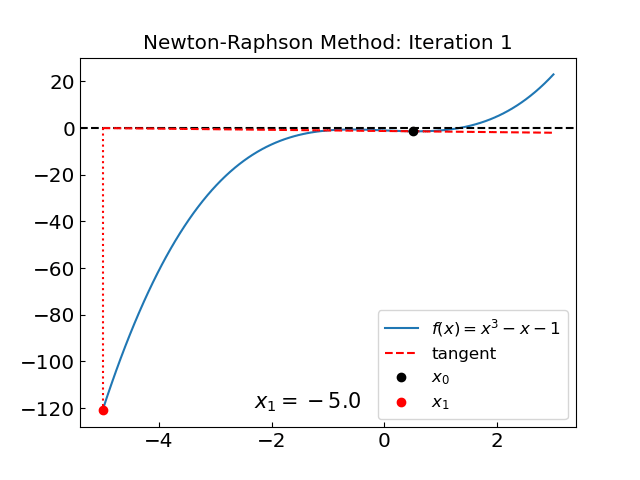 Newton-Raphson Method: Iteration 1
20
0
−20
−40
−60
−80
−100
−120
−4
−2
0
2
x₁ = −5.0
f(x) = x³ − x − 1
tangent
x₀
x₁